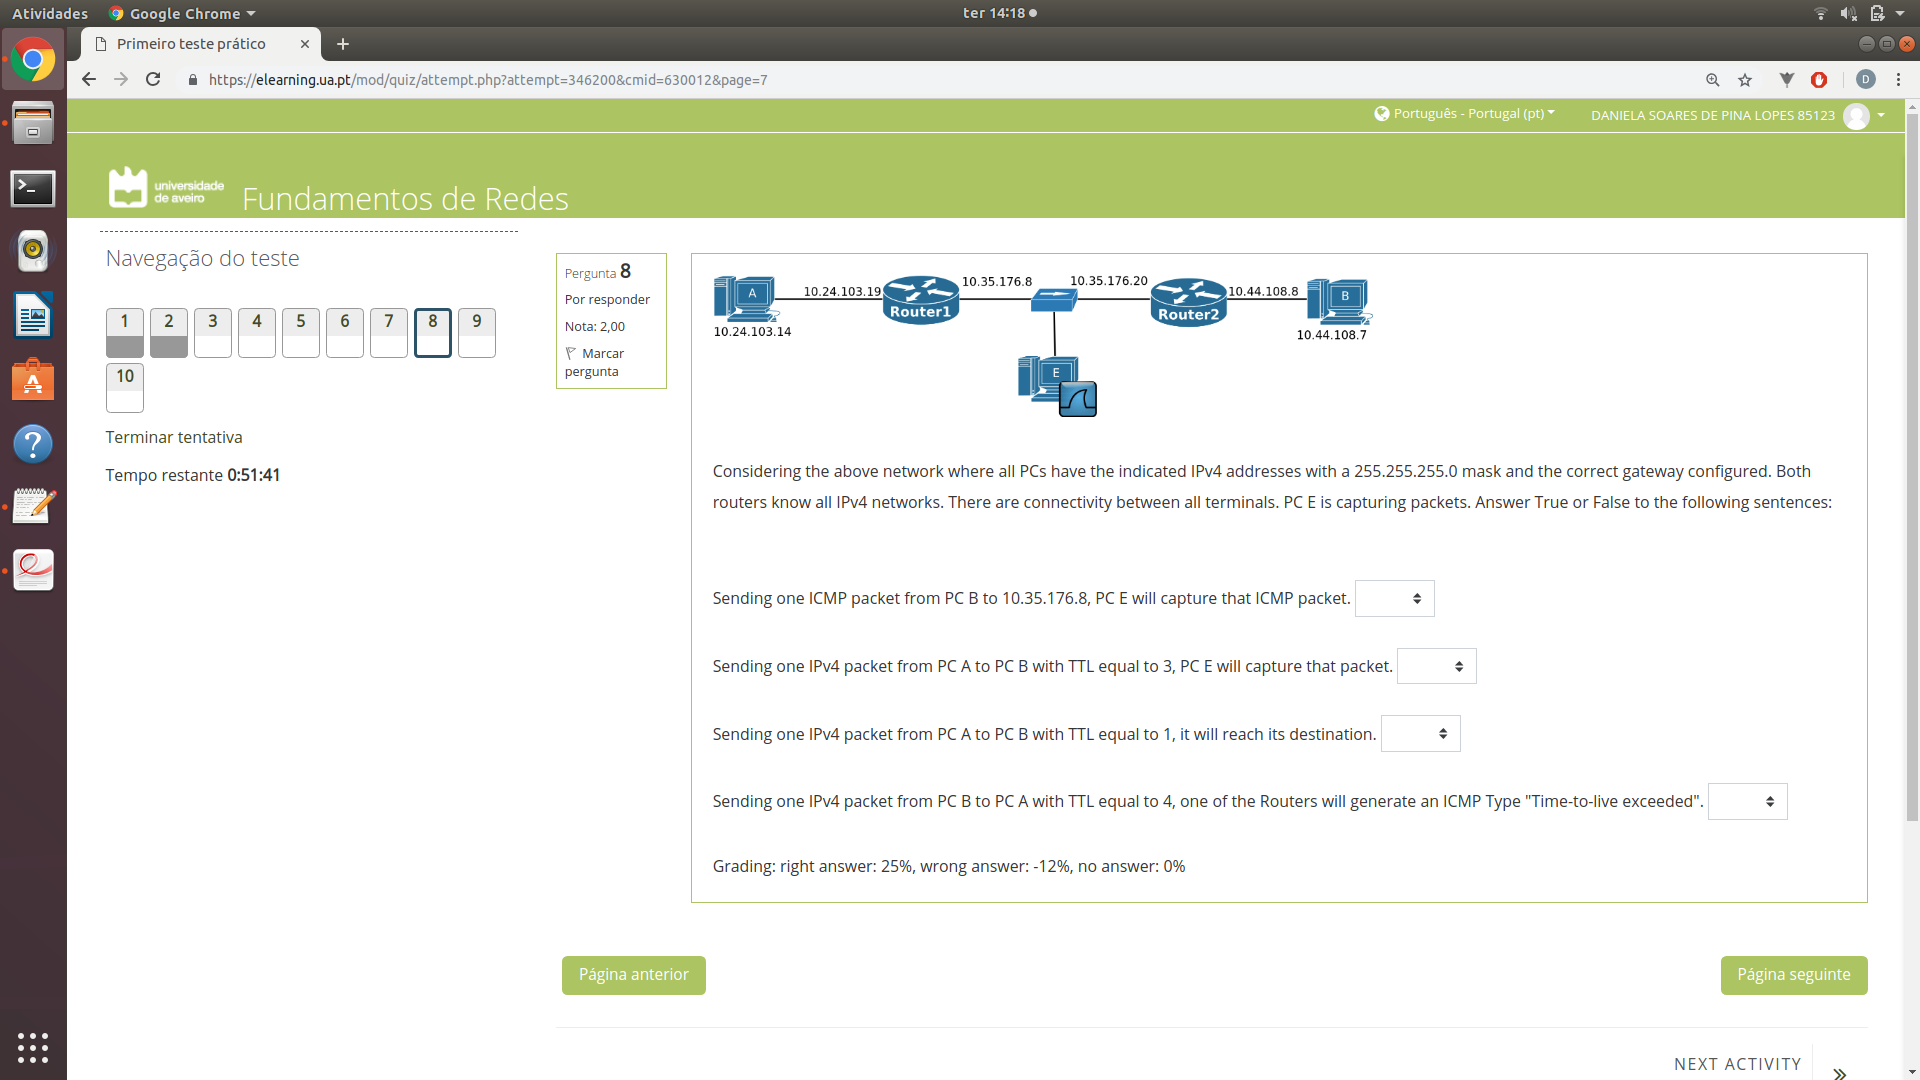 Atividades
Google Chrome
ter 14:18
Primeiro teste prático
https://elearning.ua.pt/mod/quiz/attempt.php?attempt=346200&cmid=630012&page=7
D
Português - Portugal (pt)
DANIELA SOARES DE PINA LOPES 85123
universidade
de aveiro
Fundamentos de Redes
Navegação do teste
1 2 3 4 5 6 7 8 9
10
Terminar tentativa
Tempo restante 0:51:41
Pergunta 8
Por responder
Nota: 2,00
Marcar
pergunta
A
10.24.103.19
Router1
10.35.176.8
10.35.176.20
Router2
10.44.108.8
B
10.24.103.14
10.44.108.7
E
Considering the above network where all PCs have the indicated IPv4 addresses with a 255.255.255.0 mask and the correct gateway configured. Both
routers know all IPv4 networks. There are connectivity between all terminals. PC E is capturing packets. Answer True or False to the following sentences:
Sending one ICMP packet from PC B to 10.35.176.8, PC E will capture that ICMP packet.
Sending one IPv4 packet from PC A to PC B with TTL equal to 3, PC E will capture that packet.
Sending one IPv4 packet from PC A to PC B with TTL equal to 1, it will reach its destination.
Sending one IPv4 packet from PC B to PC A with TTL equal to 4, one of the Routers will generate an ICMP Type "Time-to-live exceeded".
Grading: right answer: 25%, wrong answer: -12%, no answer: 0%
Página anterior
Página seguinte
NEXT ACTIVITY